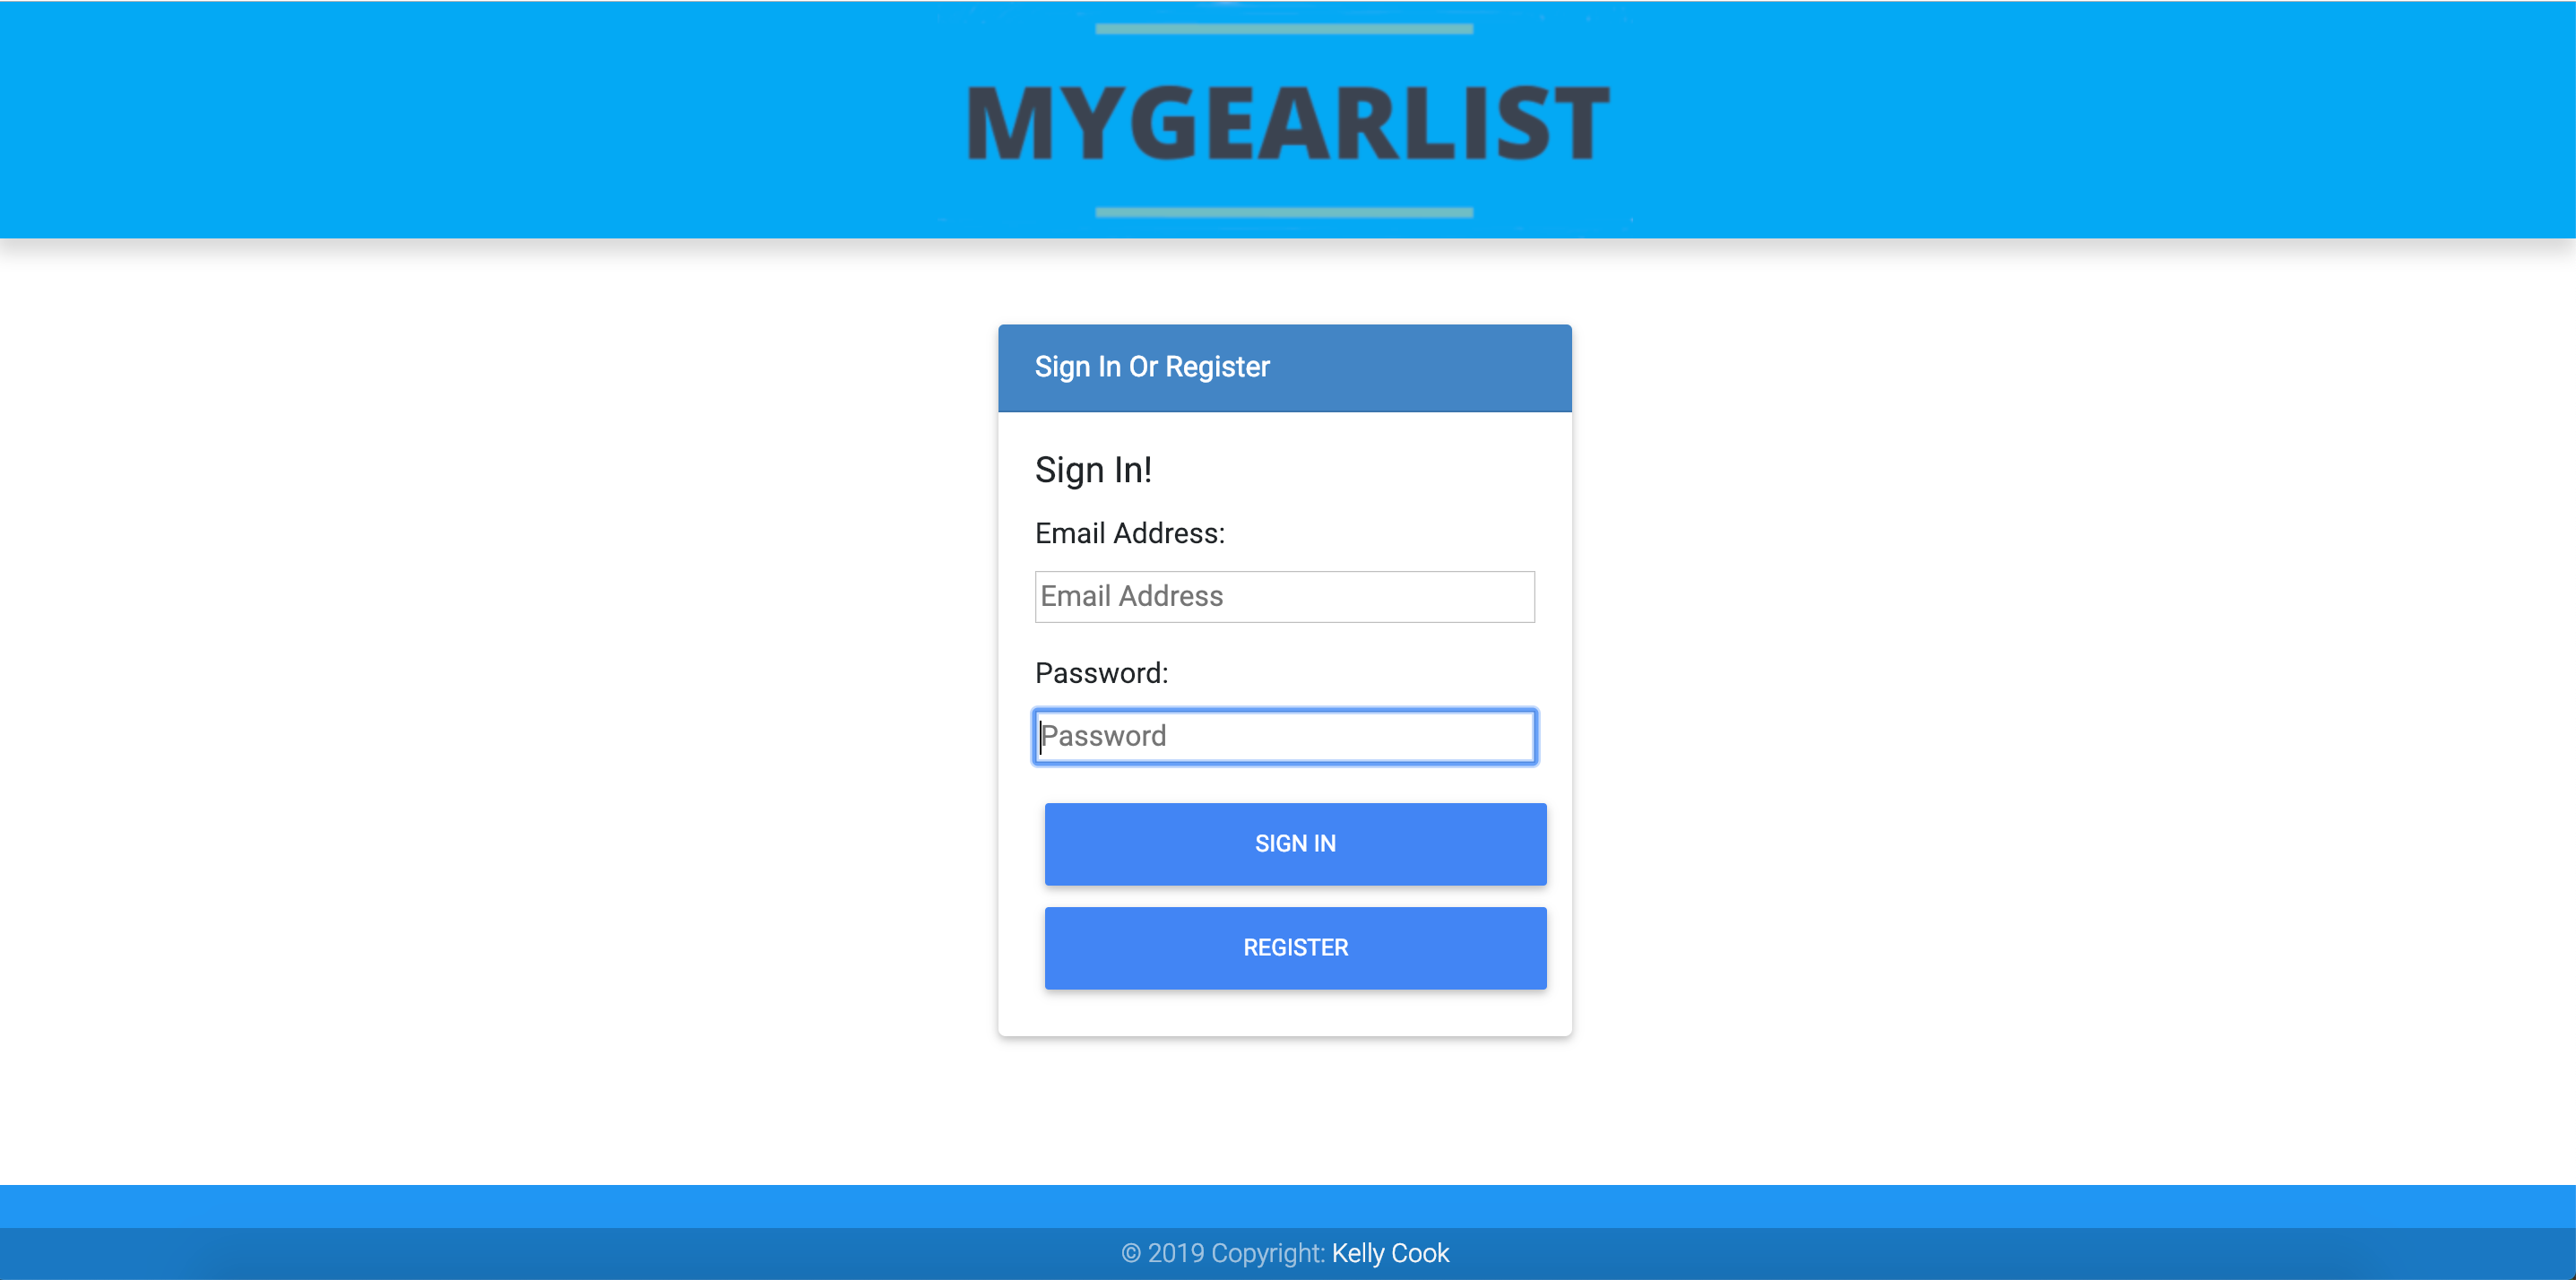 MYGEARLIST
Sign In Or Register
Sign In!
Email Address:
Email Address
Password:
Password
SIGN IN
REGISTER
© 2019 Copyright: Kelly Cook